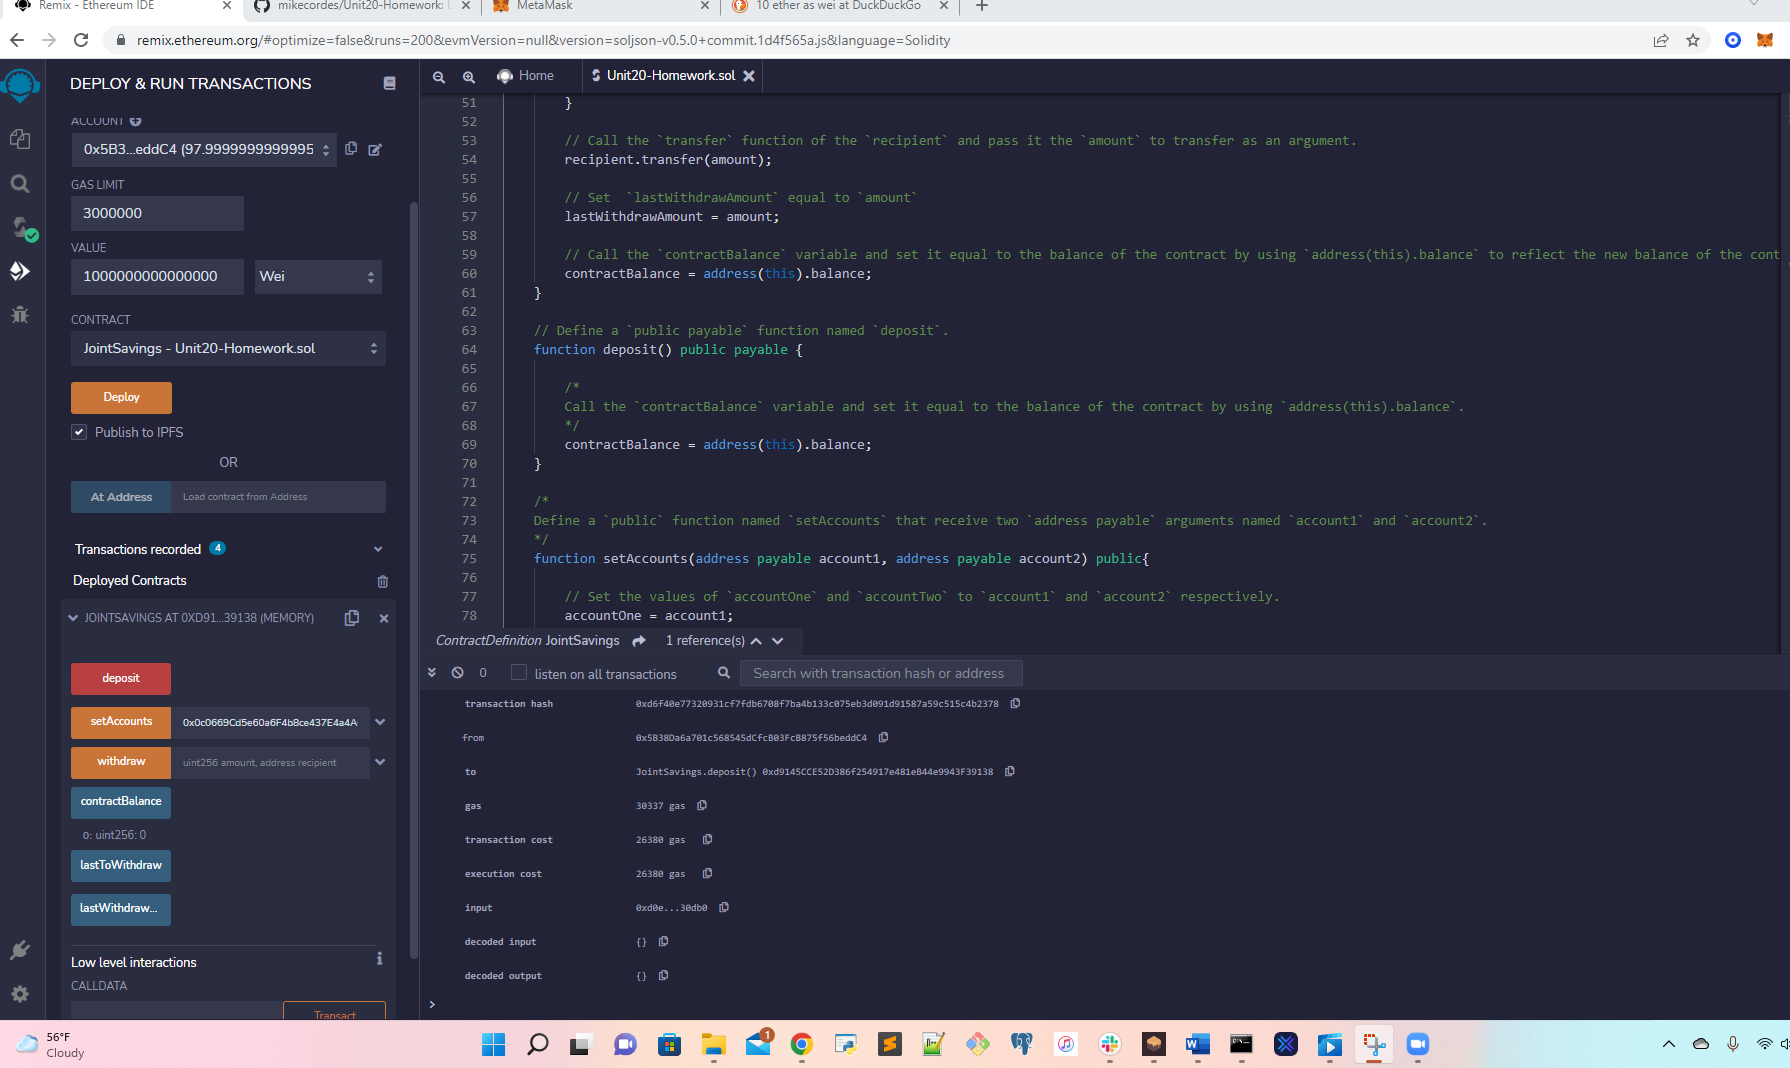 Remix - Ethereum IDE
mikecordes/Unit20-Homework:
MetaMask
10 ether as wei at DuckDuckGo
remix.ethereum.org/#optimize=false&runs=200&evmVersion=null&version=soljson-v0.5.0+commit.1d4f565a.js&language=Solidity
DEPLOY & RUN TRANSACTIONS
Home
Unit20-Homework.sol
ACCOUNT
0x5B3...eddC4 (97.9999999999995
GAS LIMIT
3000000
VALUE
1000000000000000
Wei
CONTRACT
JointSavings - Unit20-Homework.sol
Deploy
Publish to IPFS
OR
At Address
Load contract from Address
Transactions recorded 4
Deployed Contracts
JOINTSAVINGS AT 0XD91...39138 (MEMORY)
deposit
setAccounts
0x0c0669Cd5e60a6F4b8ce437E4a4A
withdraw
uint256 amount, address recipient
contractBalance
0: uint256: 0
lastToWithdraw
lastWithdraw...
Low level interactions
i
CALLDATA
Transact
51 }
52
53 // Call the `transfer` function of the `recipient` and pass it the `amount` to transfer as an argument.
54 recipient.transfer(amount);
55
56 // Set  `lastWithdrawAmount` equal to `amount`
57 lastWithdrawAmount = amount;
58
59 // Call the `contractBalance` variable and set it equal to the balance of the contract by using `address(this).balance` to reflect the new balance of the cont
60 contractBalance = address(this).balance;
61 }
62
63 // Define a `public payable` function named `deposit`.
64 function deposit() public payable {
65
66 /*
67 Call the `contractBalance` variable and set it equal to the balance of the contract by using `address(this).balance`.
68 */
69 contractBalance = address(this).balance;
70 }
71
72 /*
73 Define a `public` function named `setAccounts` that receive two `address payable` arguments named `account1` and `account2`.
74 */
75 function setAccounts(address payable account1, address payable account2) public{
76
77 // Set the values of `accountOne` and `accountTwo` to `account1` and `account2` respectively.
78 accountOne = account1;
ContractDefinition JointSavings 1 reference(s)
0 listen on all transactions
Search with transaction hash or address
transaction hash 0xd6f40e77320931cf7fdb6708f7ba4b133c075eb3d091d91587a59c515c4b2378
from 0x5B38Da6a701c568545dCfcB03FcB875f56beddC4
to JointSavings.deposit() 0xd9145CCE52D386f254917e481eB44e9943F39138
gas 30337 gas
transaction cost 26380 gas
execution cost 26380 gas
input 0xd0e...30db0
decoded input {}
decoded output {}
>
56°F
Cloudy
1